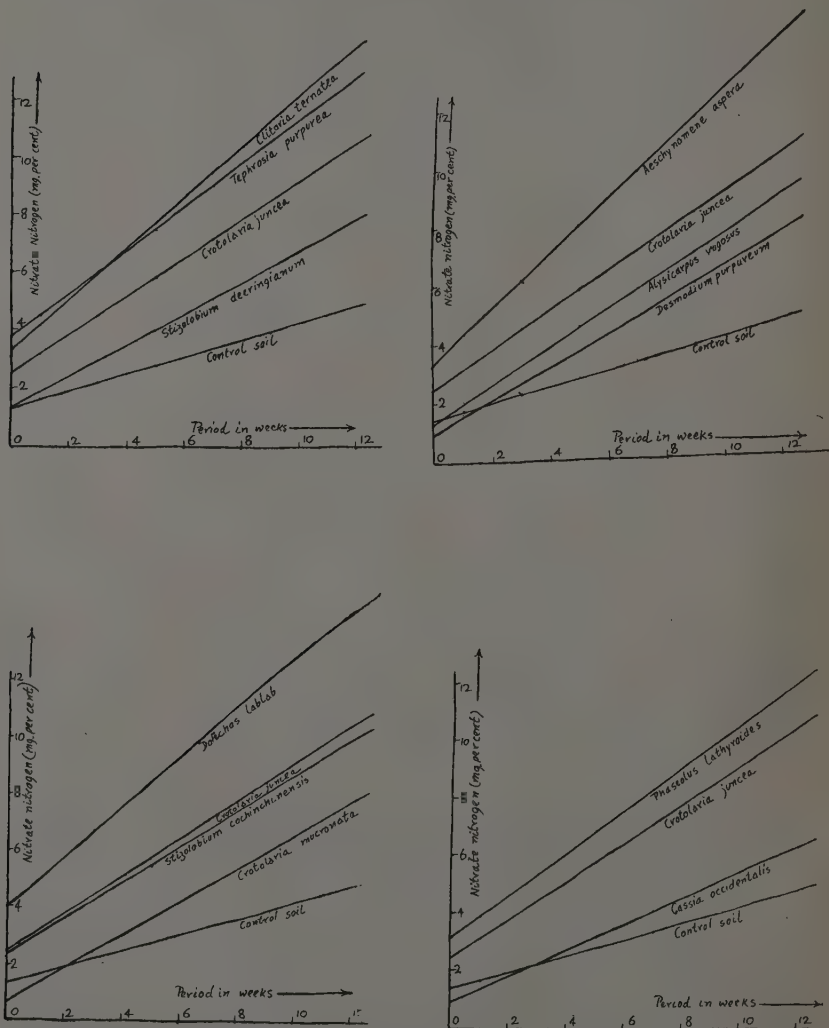 12
10
8
6
4
2
Nitrate Nitrogen (mg. per cent)
Clitoria ternatea
Tephrosia purpurea
Crotolaria juncea
Stizolobium deeringianum
Control soil
Period in weeks
0 2 4 6 8 10 12
12
10
8
6
4
2
Nitrate nitrogen (mg. per cent)
Aeschynomene aspera
Crotolaria juncea
Alysicarpus vogosus
Desmodium purpureum
Control soil
Period in weeks
0 2 4 6 8 10 12
12
10
8
6
4
2
Nitrate nitrogen (mg. per cent)
Dolichos lablab
Crotolaria juncea
Stizolobium cochinchinensis
Crotolaria mocronata
Control soil
Period in weeks
0 2 4 6 8 10
12
10
6
4
2
Nitrate nitrogen (mg. per cent)
Phaseolus Lathyroides
Crotolaria juncea
Cassia occidentalis
Control soil
Period in weeks
0 2 4 6 8 10 12